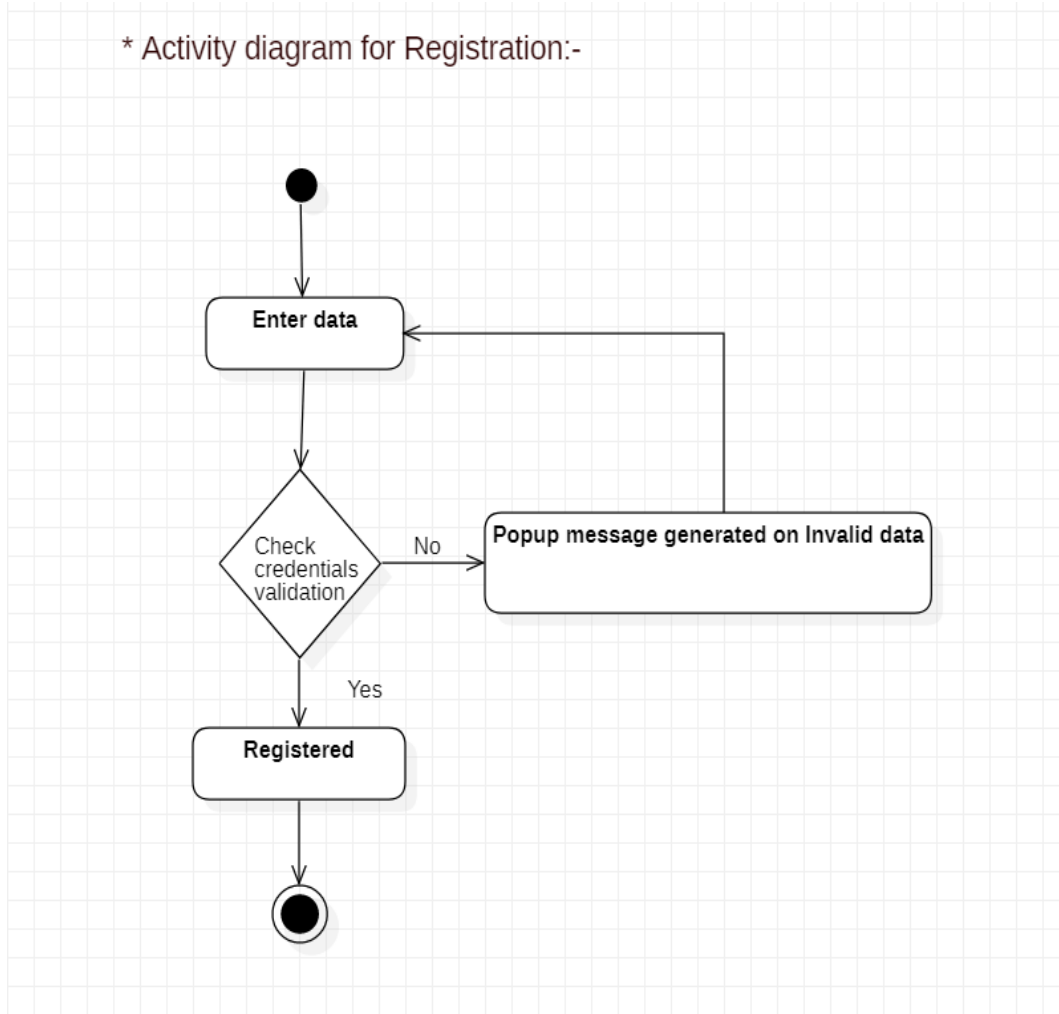 * Activity diagram for Registration:-
Enter data
Check
credentials
validation
No
Popup message generated on Invalid data
Yes
Registered